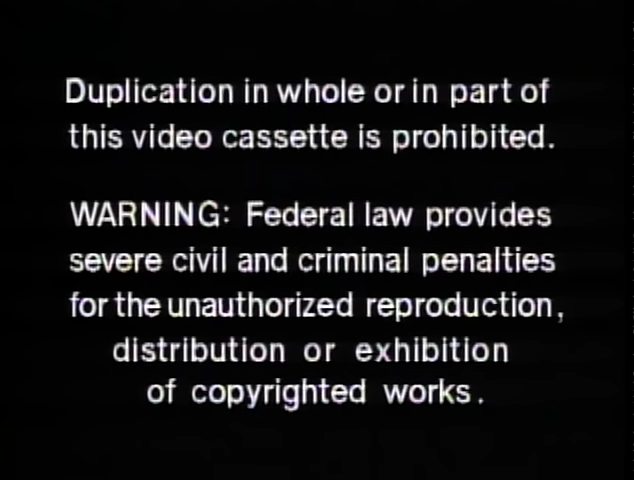 Duplication in whole or in part of
this video cassette is prohibited.
WARNING: Federal law provides
severe civil and criminal penalties
for the unauthorized reproduction,
distribution or exhibition
of copyrighted works.